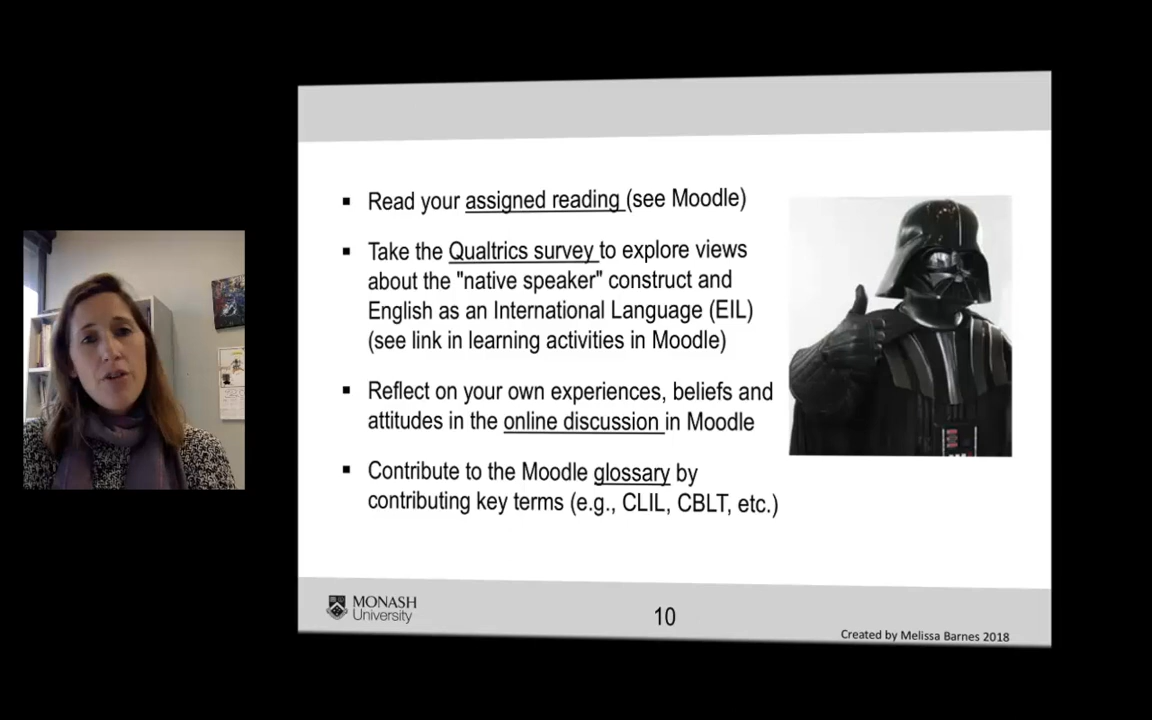 ▪ Read your assigned reading (see Moodle)
▪ Take the Qualtrics survey to explore views
about the "native speaker" construct and
English as an International Language (EIL)
(see link in learning activities in Moodle)
▪ Reflect on your own experiences, beliefs and
attitudes in the online discussion in Moodle
▪ Contribute to the Moodle glossary by
contributing key terms (e.g., CLIL, CBLT, etc.)
MONASH
University
10
Created by Melissa Barnes 2018